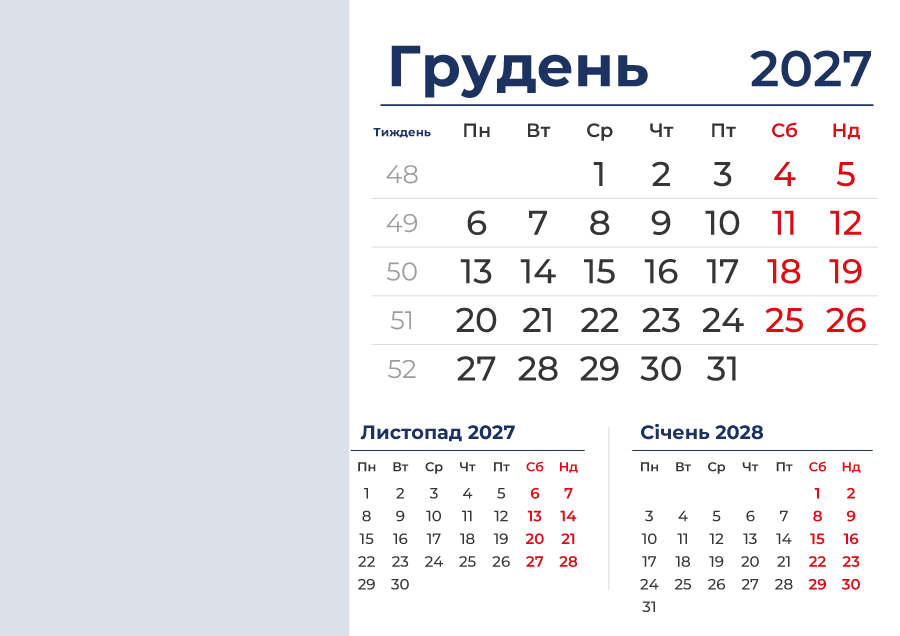 Грудень 2027
Тиждень Пн Вт Ср Чт Пт Сб Нд
48 1 2 3 4 5
49 6 7 8 9 10 11 12
50 13 14 15 16 17 18 19
51 20 21 22 23 24 25 26
52 27 28 29 30 31
Листопад 2027
Пн Вт Ср Чт Пт Сб Нд
1 2 3 4 5 6 7
8 9 10 11 12 13 14
15 16 17 18 19 20 21
22 23 24 25 26 27 28
29 30
Січень 2028
Пн Вт Ср Чт Пт Сб Нд
1 2
3 4 5 6 7 8 9
10 11 12 13 14 15 16
17 18 19 20 21 22 23
24 25 26 27 28 29 30
31